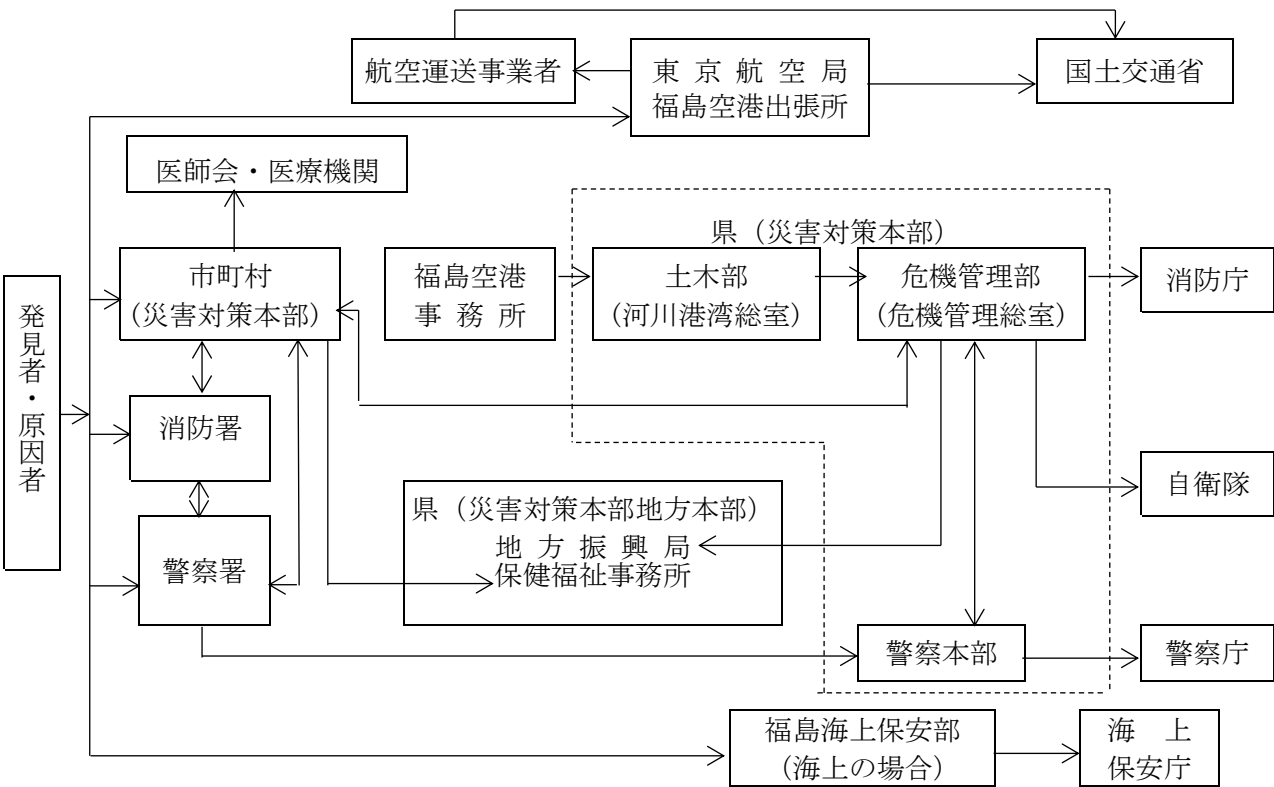 航空運送事業者
東京航空局
福島空港出張所
国土交通省
医師会・医療機関
県（災害対策本部）
市町村
（災害対策本部）
福島空港
事務所
土木部
（河川港湾総室）
危機管理部
（危機管理総室）
消防庁
発見者・原因者
消防署
自衛隊
県（災害対策本部地方本部）
地方振興局
保健福祉事務所
警察署
警察本部
警察庁
福島海上保安部
（海上の場合）
海上
保安庁